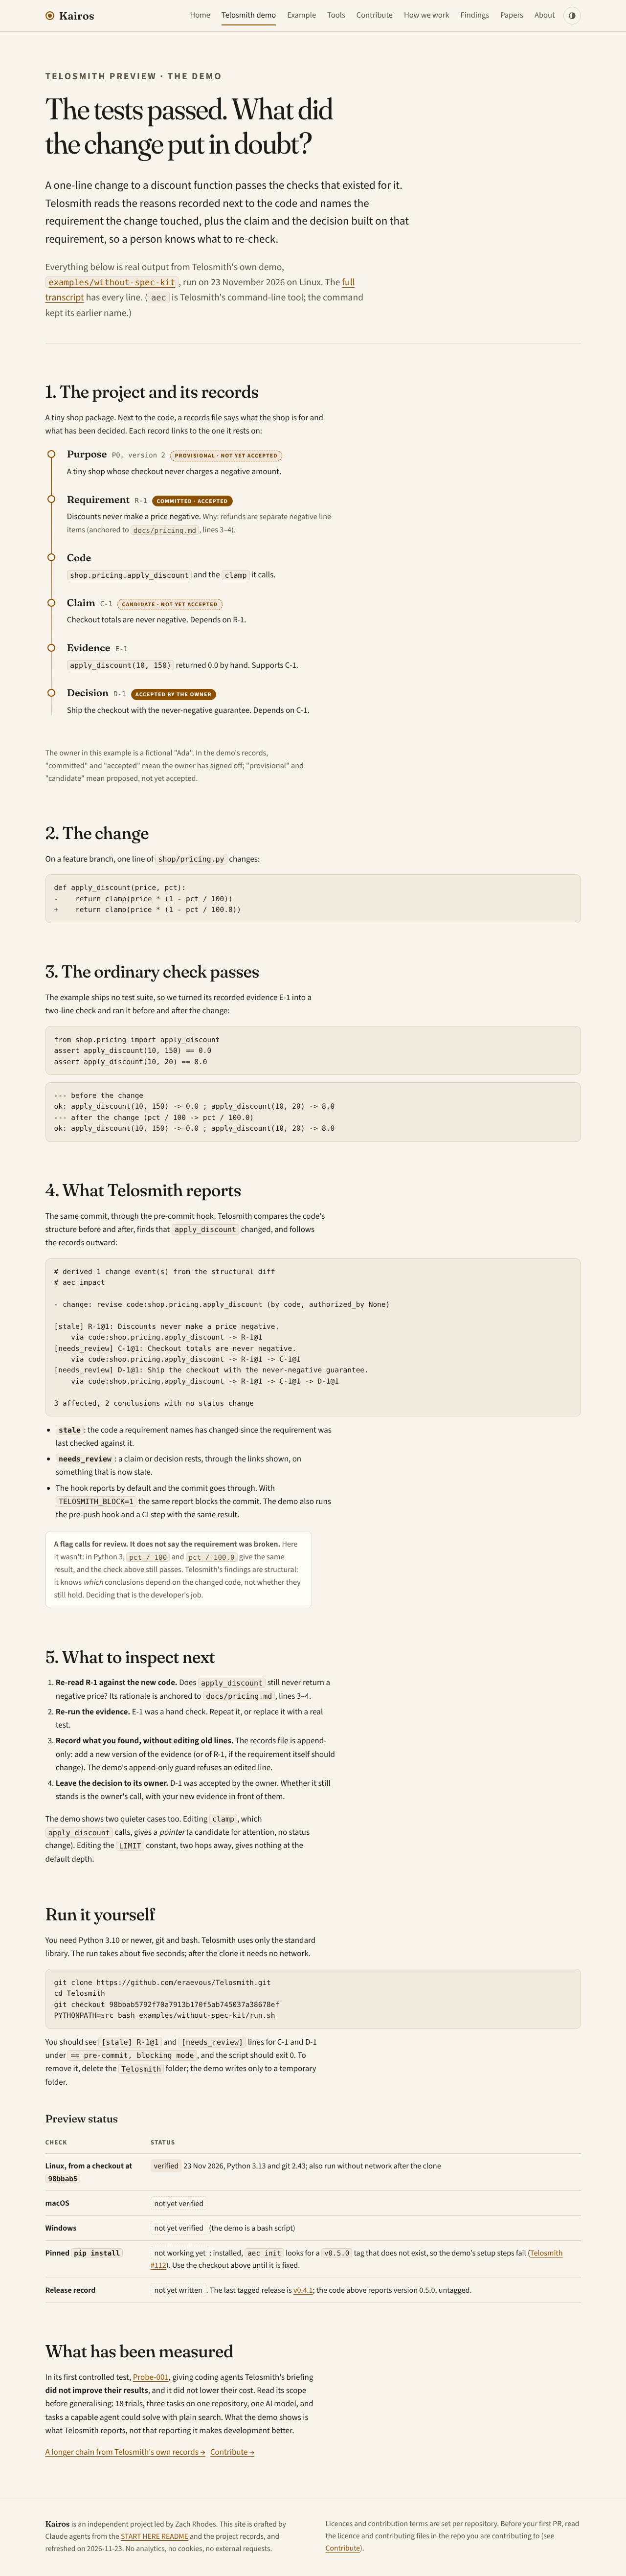 Kairos
Home Telosmith demo Example Tools Contribute How we work Findings Papers About
TELOSMITH PREVIEW · THE DEMO
The tests passed. What did
the change put in doubt?
A one-line change to a discount function passes the checks that existed for it.
Telosmith reads the reasons recorded next to the code and names the
requirement the change touched, plus the claim and the decision built on that
requirement, so a person knows what to re-check.
Everything below is real output from Telosmith's own demo,
examples/without-spec-kit, run on 23 November 2026 on Linux. The full
transcript has every line. (aec is Telosmith's command-line tool; the command
kept its earlier name.)
1. The project and its records
A tiny shop package. Next to the code, a records file says what the shop is for and
what has been decided. Each record links to the one it rests on:
Purpose P0, version 2 PROVISIONAL · NOT YET ACCEPTED
A tiny shop whose checkout never charges a negative amount.
Requirement R-1 COMMITTED · ACCEPTED
Discounts never make a price negative. Why: refunds are separate negative line
items (anchored to docs/pricing.md, lines 3–4).
Code
shop.pricing.apply_discount and the clamp it calls.
Claim C-1 CANDIDATE · NOT YET ACCEPTED
Checkout totals are never negative. Depends on R-1.
Evidence E-1
apply_discount(10, 150) returned 0.0 by hand. Supports C-1.
Decision D-1 ACCEPTED BY THE OWNER
Ship the checkout with the never-negative guarantee. Depends on C-1.
The owner in this example is a fictional "Ada". In the demo's records,
"committed" and "accepted" mean the owner has signed off; "provisional" and
"candidate" mean proposed, not yet accepted.
2. The change
On a feature branch, one line of shop/pricing.py changes:
def apply_discount(price, pct):
-    return clamp(price * (1 - pct / 100))
+    return clamp(price * (1 - pct / 100.0))
3. The ordinary check passes
The example ships no test suite, so we turned its recorded evidence E-1 into a
two-line check and ran it before and after the change:
from shop.pricing import apply_discount
assert apply_discount(10, 150) == 0.0
assert apply_discount(10, 20) == 8.0
--- before the change
ok: apply_discount(10, 150) -> 0.0 ; apply_discount(10, 20) -> 8.0
--- after the change (pct / 100 -> pct / 100.0)
ok: apply_discount(10, 150) -> 0.0 ; apply_discount(10, 20) -> 8.0
4. What Telosmith reports
The same commit, through the pre-commit hook. Telosmith compares the code's
structure before and after, finds that apply_discount changed, and follows
the records outward:
# derived 1 change event(s) from the structural diff
# aec impact
- change: revise code:shop.pricing.apply_discount (by code, authorized_by None)
[stale] R-1@1: Discounts never make a price negative.
    via code:shop.pricing.apply_discount -> R-1@1
[needs_review] C-1@1: Checkout totals are never negative.
    via code:shop.pricing.apply_discount -> R-1@1 -> C-1@1
[needs_review] D-1@1: Ship the checkout with the never-negative guarantee.
    via code:shop.pricing.apply_discount -> R-1@1 -> C-1@1 -> D-1@1
3 affected, 2 conclusions with no status change
• stale: the code a requirement names has changed since the requirement was
last checked against it.
• needs_review: a claim or decision rests, through the links shown, on
something that is now stale.
• The hook reports by default and the commit goes through. With
TELOSMITH_BLOCK=1 the same report blocks the commit. The demo also runs
the pre-push hook and a CI step with the same result.
A flag calls for review. It does not say the requirement was broken. Here
it wasn't: in Python 3, pct / 100 and pct / 100.0 give the same
result, and the check above still passes. Telosmith's findings are structural:
it knows which conclusions depend on the changed code, not whether they
still hold. Deciding that is the developer's job.
5. What to inspect next
1. Re-read R-1 against the new code. Does apply_discount still never return a
negative price? Its rationale is anchored to docs/pricing.md, lines 3–4.
2. Re-run the evidence. E-1 was a hand check. Repeat it, or replace it with a real
test.
3. Record what you found, without editing old lines. The records file is append-
only: add a new version of the evidence (or of R-1, if the requirement itself should
change). The demo's append-only guard refuses an edited line.
4. Leave the decision to its owner. D-1 was accepted by the owner. Whether it still
stands is the owner's call, with your new evidence in front of them.
The demo shows two quieter cases too. Editing clamp, which
apply_discount calls, gives a pointer (a candidate for attention, no status
change). Editing the LIMIT constant, two hops away, gives nothing at the
default depth.
Run it yourself
You need Python 3.10 or newer, git and bash. Telosmith uses only the standard
library. The run takes about five seconds; after the clone it needs no network.
git clone https://github.com/eraevous/Telosmith.git
cd Telosmith
git checkout 98bbab5792f70a7913b170f5ab745037a38678ef
PYTHONPATH=src bash examples/without-spec-kit/run.sh
You should see [stale] R-1@1 and [needs_review] lines for C-1 and D-1
under == pre-commit, blocking mode, and the script should exit 0. To
remove it, delete the Telosmith folder; the demo writes only to a temporary
folder.
Preview status
CHECK STATUS
Linux, from a checkout at 98bbab5 verified 23 Nov 2026, Python 3.13 and git 2.43; also run without network after the clone
macOS not yet verified
Windows not yet verified (the demo is a bash script)
Pinned pip install not yet working : installed, aec init looks for a v0.5.0 tag that does not exist, so the demo's setup steps fail (Telosmith
#112). Use the checkout above until it is fixed.
Release record not yet written . The last tagged release is v0.4.1; the code above reports version 0.5.0, untagged.
What has been measured
In its first controlled test, Probe-001, giving coding agents Telosmith's briefing
did not improve their results, and it did not lower their cost. Read its scope
before generalising: 18 trials, three tasks on one repository, one AI model, and
tasks a capable agent could solve with plain search. What the demo shows is
what Telosmith reports, not that reporting it makes development better.
A longer chain from Telosmith's own records → Contribute →
Kairos is an independent project led by Zach Rhodes. This site is drafted by
Claude agents from the START HERE README and the project records, and
refreshed on 2026-11-23. No analytics, no cookies, no external requests.
Licences and contribution terms are set per repository. Before your first PR, read
the licence and contributing files in the repo you are contributing to (see
Contribute).